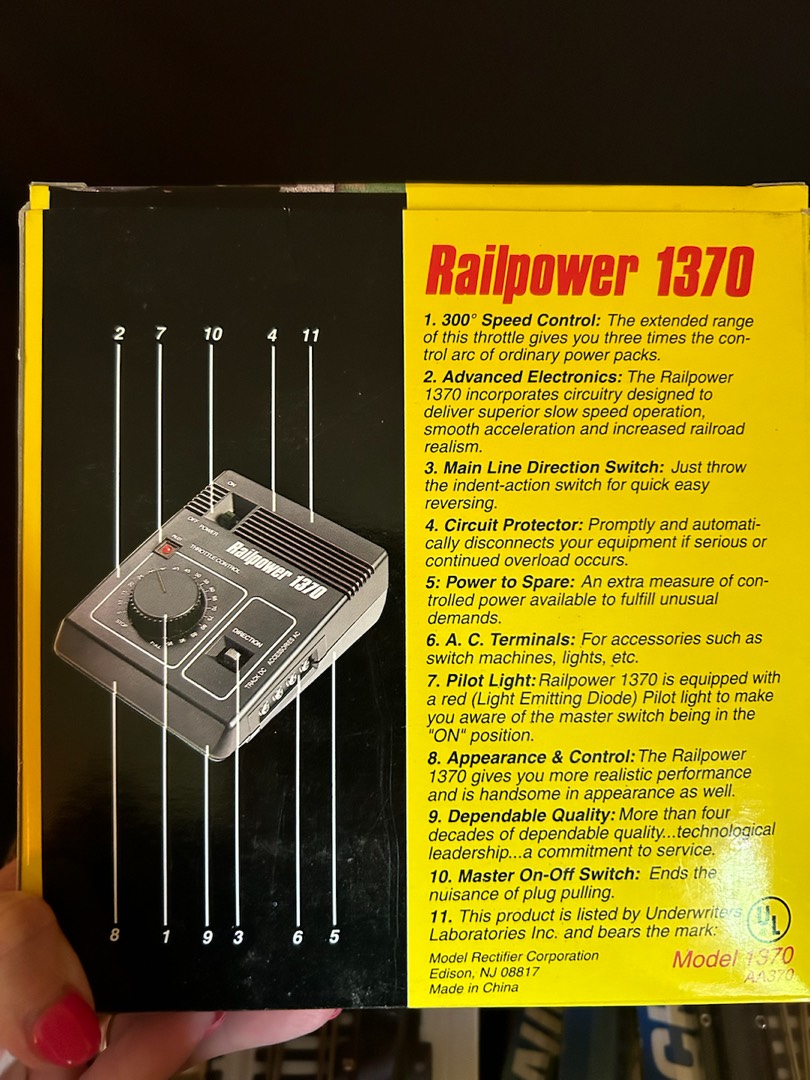 2 7 10 4 11
ON
OFF POWER
PILOT
THROTTLE CONTROL
Railpower 1370
STOP
FULL
DIRECTION
TRACK DC ACCESSORIES AC
8 1 9 3 6 5
Railpower 1370
1. 300° Speed Control: The extended range
of this throttle gives you three times the con-
trol arc of ordinary power packs.
2. Advanced Electronics: The Railpower
1370 incorporates circuitry designed to
deliver superior slow speed operation,
smooth acceleration and increased railroad
realism.
3. Main Line Direction Switch: Just throw
the indent-action switch for quick easy
reversing.
4. Circuit Protector: Promptly and automati-
cally disconnects your equipment if serious or
continued overload occurs.
5: Power to Spare: An extra measure of con-
trolled power available to fulfill unusual
demands.
6. A. C. Terminals: For accessories such as
switch machines, lights, etc.
7. Pilot Light: Railpower 1370 is equipped with
a red (Light Emitting Diode) Pilot light to make
you aware of the master switch being in the
"ON" position.
8. Appearance & Control: The Railpower
1370 gives you more realistic performance
and is handsome in appearance as well.
9. Dependable Quality: More than four
decades of dependable quality...technological
leadership...a commitment to service.
10. Master On-Off Switch: Ends the
nuisance of plug pulling.
11. This product is listed by Underwriters
Laboratories Inc. and bears the mark: UL
Model Rectifier Corporation
Edison, NJ 08817
Made in China
Model 1370
AA370